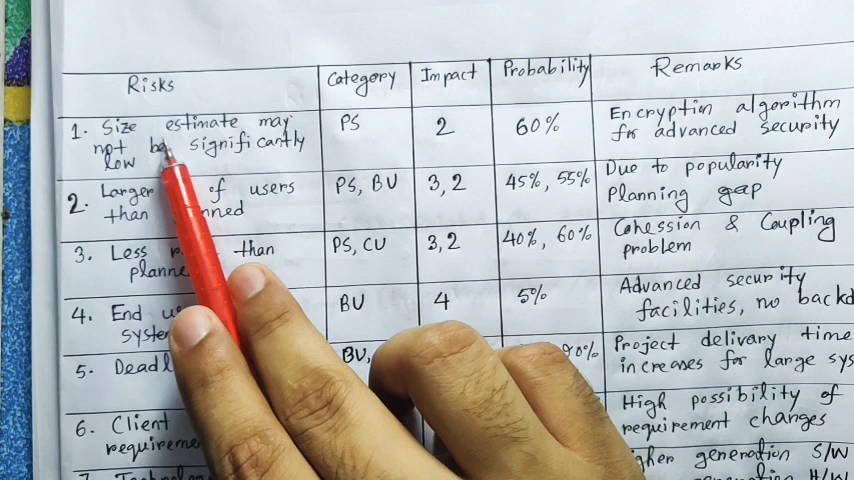 Risks Category Impact Probability Remarks
1. Size estimate may PS 2 60% Encryption algorithm
not be significantly for advanced security
low
2. Larger of users PS, BU 3,2 45%, 55% Due to popularity
than nned Planning gap
3. Less than PS, CU 3,2 40%, 60% Cohession & Coupling
planne problem
4. End BU 4 5% Advanced security
syste facilities, no backd
5. Deadl BU, 90% Project delivary time
increases for large sys
6. Client High possibility of
requireme requirement changes
7. generation S/W
H/W